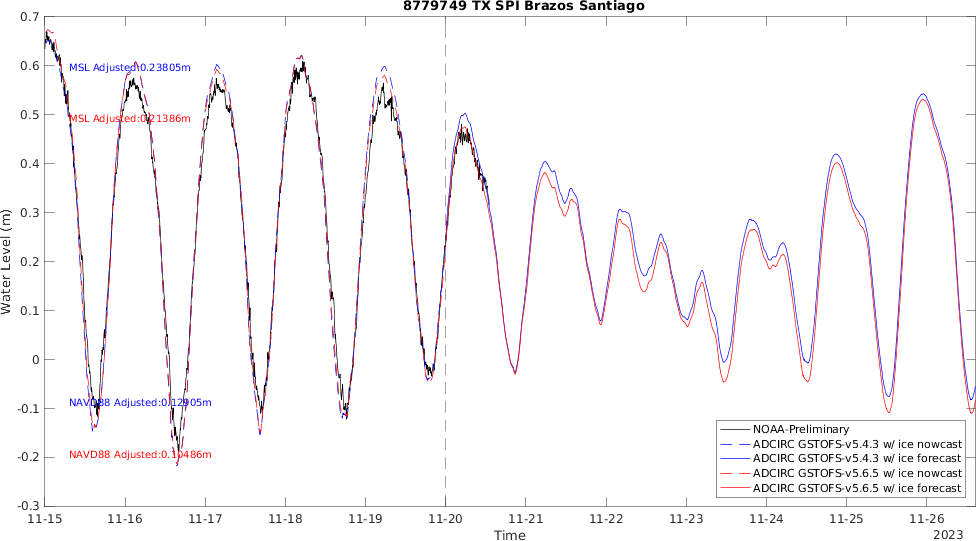 8779749 TX SPI Brazos Santiago
0.7
0.6
0.5
0.4
0.3
0.2
0.1
0
-0.1
-0.2
-0.3
Water Level (m)
MSL Adjusted:0.23805m
MSL Adjusted:0.21386m
NAVD88 Adjusted:0.12905m
NAVD88 Adjusted:0.10486m
NOAA-Preliminary
ADCIRC GSTOFS-v5.4.3 w/ ice nowcast
ADCIRC GSTOFS-v5.4.3 w/ ice forecast
ADCIRC GSTOFS-v5.6.5 w/ ice nowcast
ADCIRC GSTOFS-v5.6.5 w/ ice forecast
11-15 11-16 11-17 11-18 11-19 11-20 11-21 11-22 11-23 11-24 11-25 11-26
Time
2023